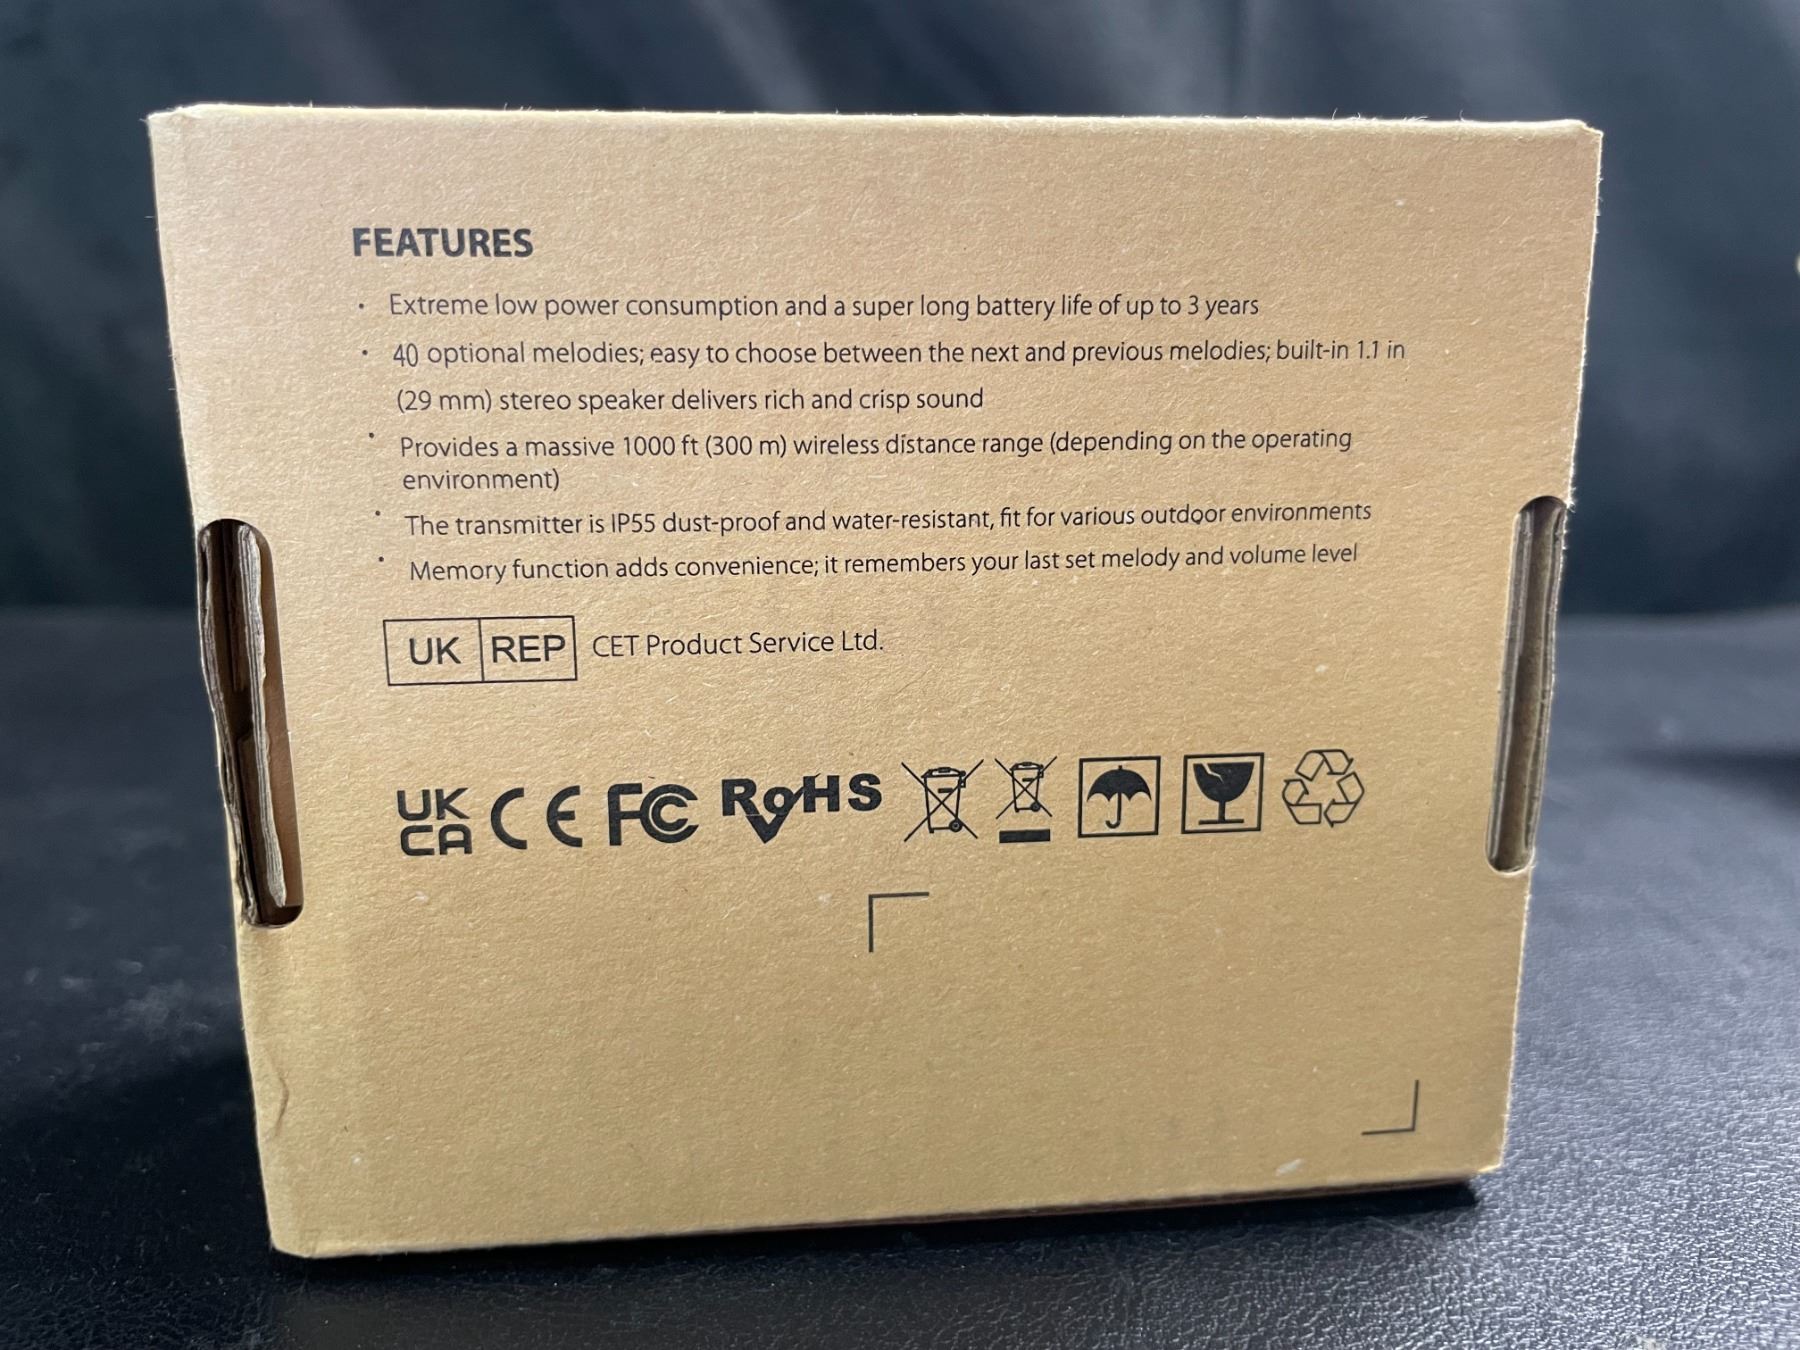 FEATURES
· Extreme low power consumption and a super long battery life of up to 3 years
· 40 optional melodies; easy to choose between the next and previous melodies; built-in 1.1 in
(29 mm) stereo speaker delivers rich and crisp sound
· Provides a massive 1000 ft (300 m) wireless distance range (depending on the operating
environment)
· The transmitter is IP55 dust-proof and water-resistant, fit for various outdoor environments
· Memory function adds convenience; it remembers your last set melody and volume level
UK REP CET Product Service Ltd.
UK
CA CE FC RoHS